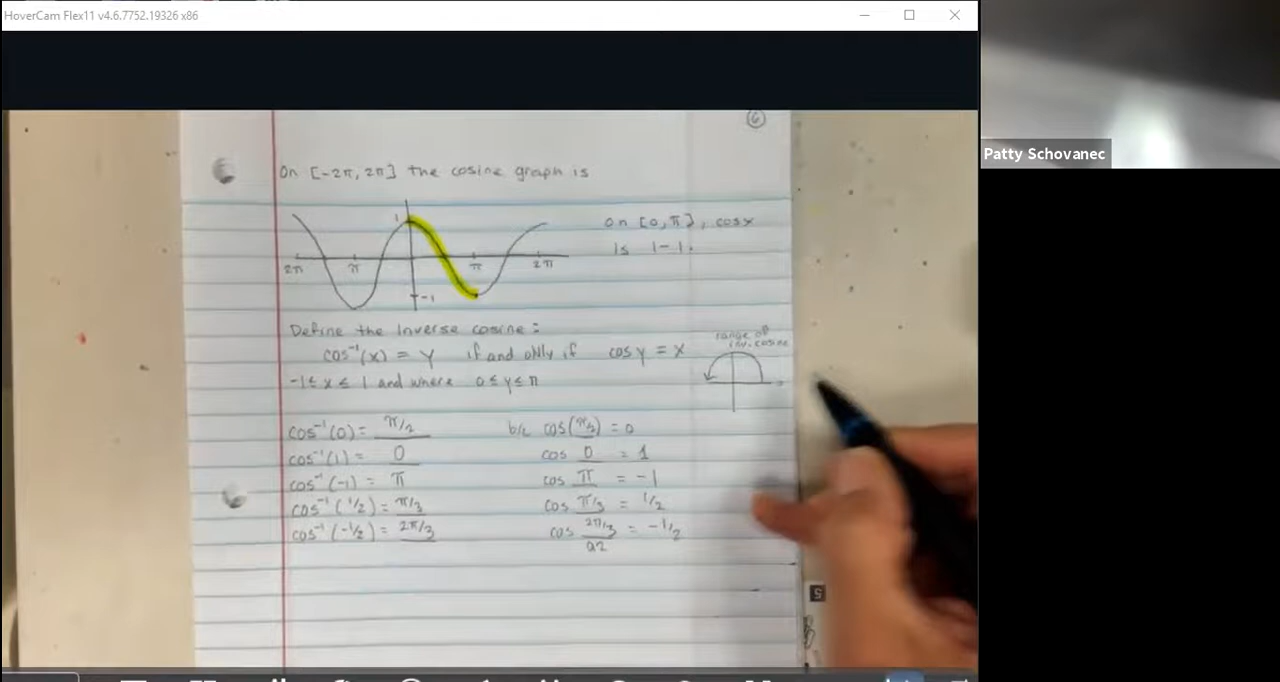 HoverCam Flex11 v4.6.7752.19326 x86
Patty Schovanec
6
On [-2π, 2π] the cosine graph is
1
2π π π 2π
-1
on [0, π], cosx
is 1-1.
Define the inverse cosine:
cos⁻¹(x) = y if and only if cos y = x
-1 ≤ x ≤ 1 and where 0 ≤ y ≤ π
range of
inv. cosine
cos⁻¹(0) = π/2 b/c cos(π/2) = 0
cos⁻¹(1) = 0 cos 0 = 1
cos⁻¹(-1) = π cos π = -1
cos⁻¹(1/2) = π/3 cos π/3 = 1/2
cos⁻¹(-1/2) = 2π/3 cos 2π/3 = -1/2
Q2
5